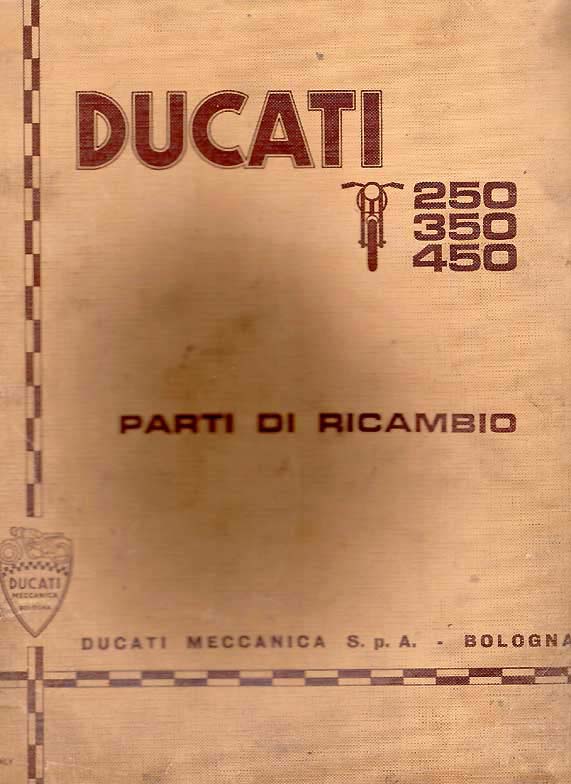 DUCATI
250
350
450
PARTI DI RICAMBIO
DUCATI
MECCANICA
BOLOGNA
DUCATI MECCANICA S.p.A. - BOLOGNA